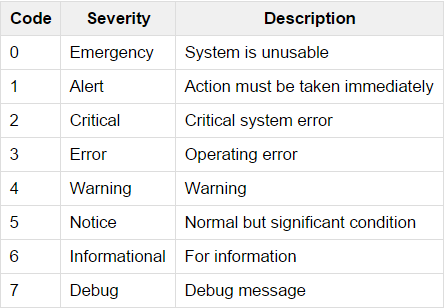 Code Severity Description
0 Emergency System is unusable
1 Alert Action must be taken immediately
2 Critical Critical system error
3 Error Operating error
4 Warning Warning
5 Notice Normal but significant condition
6 Informational For information
7 Debug Debug message